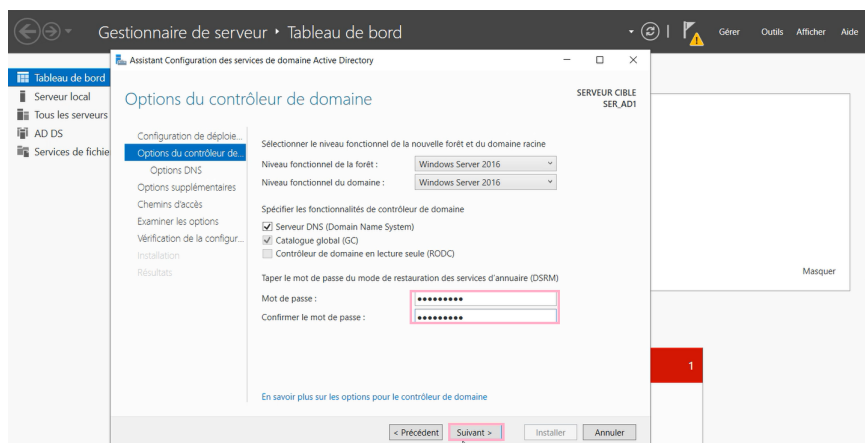 Gestionnaire de serveur ‣ Tableau de bord
Gérer Outils Afficher Aide
Assistant Configuration des services de domaine Active Directory
Tableau de bord
Serveur local
Tous les serveurs
AD DS
Services de fichie
Options du contrôleur de domaine
SERVEUR CIBLE
SER_AD1
Configuration de déploie...
Options du contrôleur de...
Options DNS
Options supplémentaires
Chemins d'accès
Examiner les options
Vérification de la configur...
Installation
Résultats
Sélectionner le niveau fonctionnel de la nouvelle forêt et du domaine racine
Niveau fonctionnel de la forêt : Windows Server 2016
Niveau fonctionnel du domaine : Windows Server 2016
Spécifier les fonctionnalités de contrôleur de domaine
Serveur DNS (Domain Name System)
Catalogue global (GC)
Contrôleur de domaine en lecture seule (RODC)
Taper le mot de passe du mode de restauration des services d'annuaire (DSRM)
Mot de passe : •••••••••
Confirmer le mot de passe : •••••••••
En savoir plus sur les options pour le contrôleur de domaine
< Précédent Suivant > Installer Annuler
Masquer
1